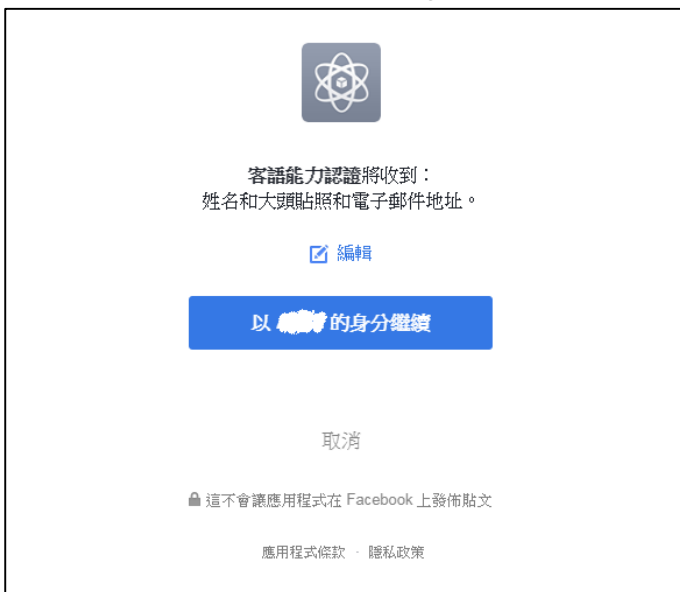 客語能力認證將收到：
姓名和大頭貼照和電子郵件地址。
編輯
以 的身分繼續
取消
這不會讓應用程式在 Facebook 上發佈貼文
應用程式條款 · 隱私政策